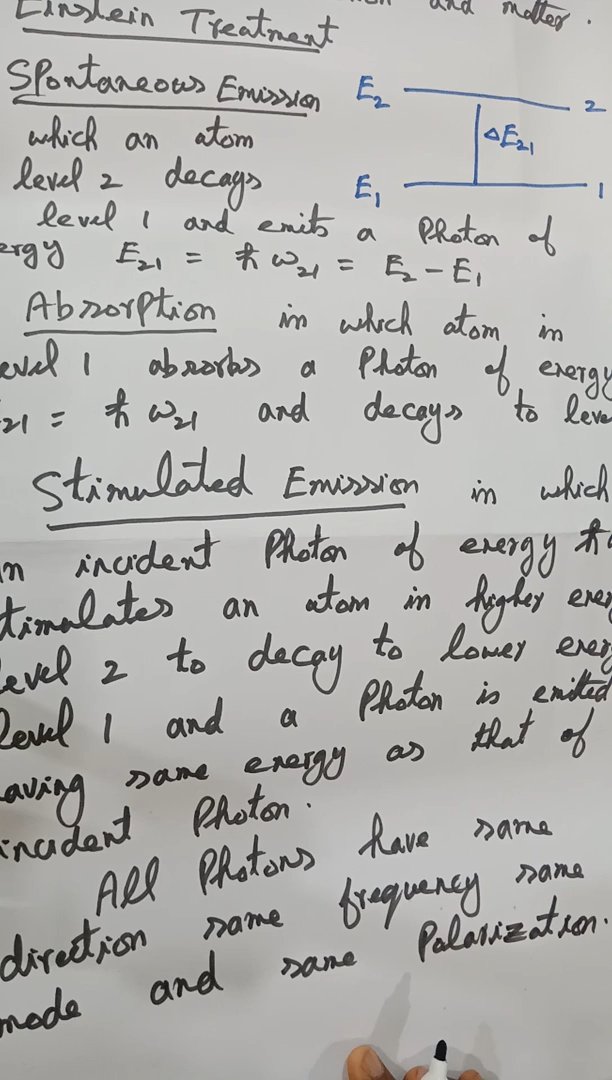 and matter.
Einstein Treatment
Spontaneous Emission
which an atom
level 2 decays
level 1 and emits a Photon of
ergy E₂₁ = ħ ω₂₁ = E₂ - E₁
E₂ 2
ΔE₂₁
E₁ 1
Absorption in which atom in
evel 1 absorbs a Photon of energy
₂₁ = ħ ω₂₁ and decays to leve
Stimulated Emission in which
an incident Photon of energy ħ
timulates an atom in higher ener
level 2 to decay to lower energ
level 1 and a Photon is emitted
aving same energy as that of
incident Photon.
All Photons have same
direction same frequency same
mode and same Polarization.